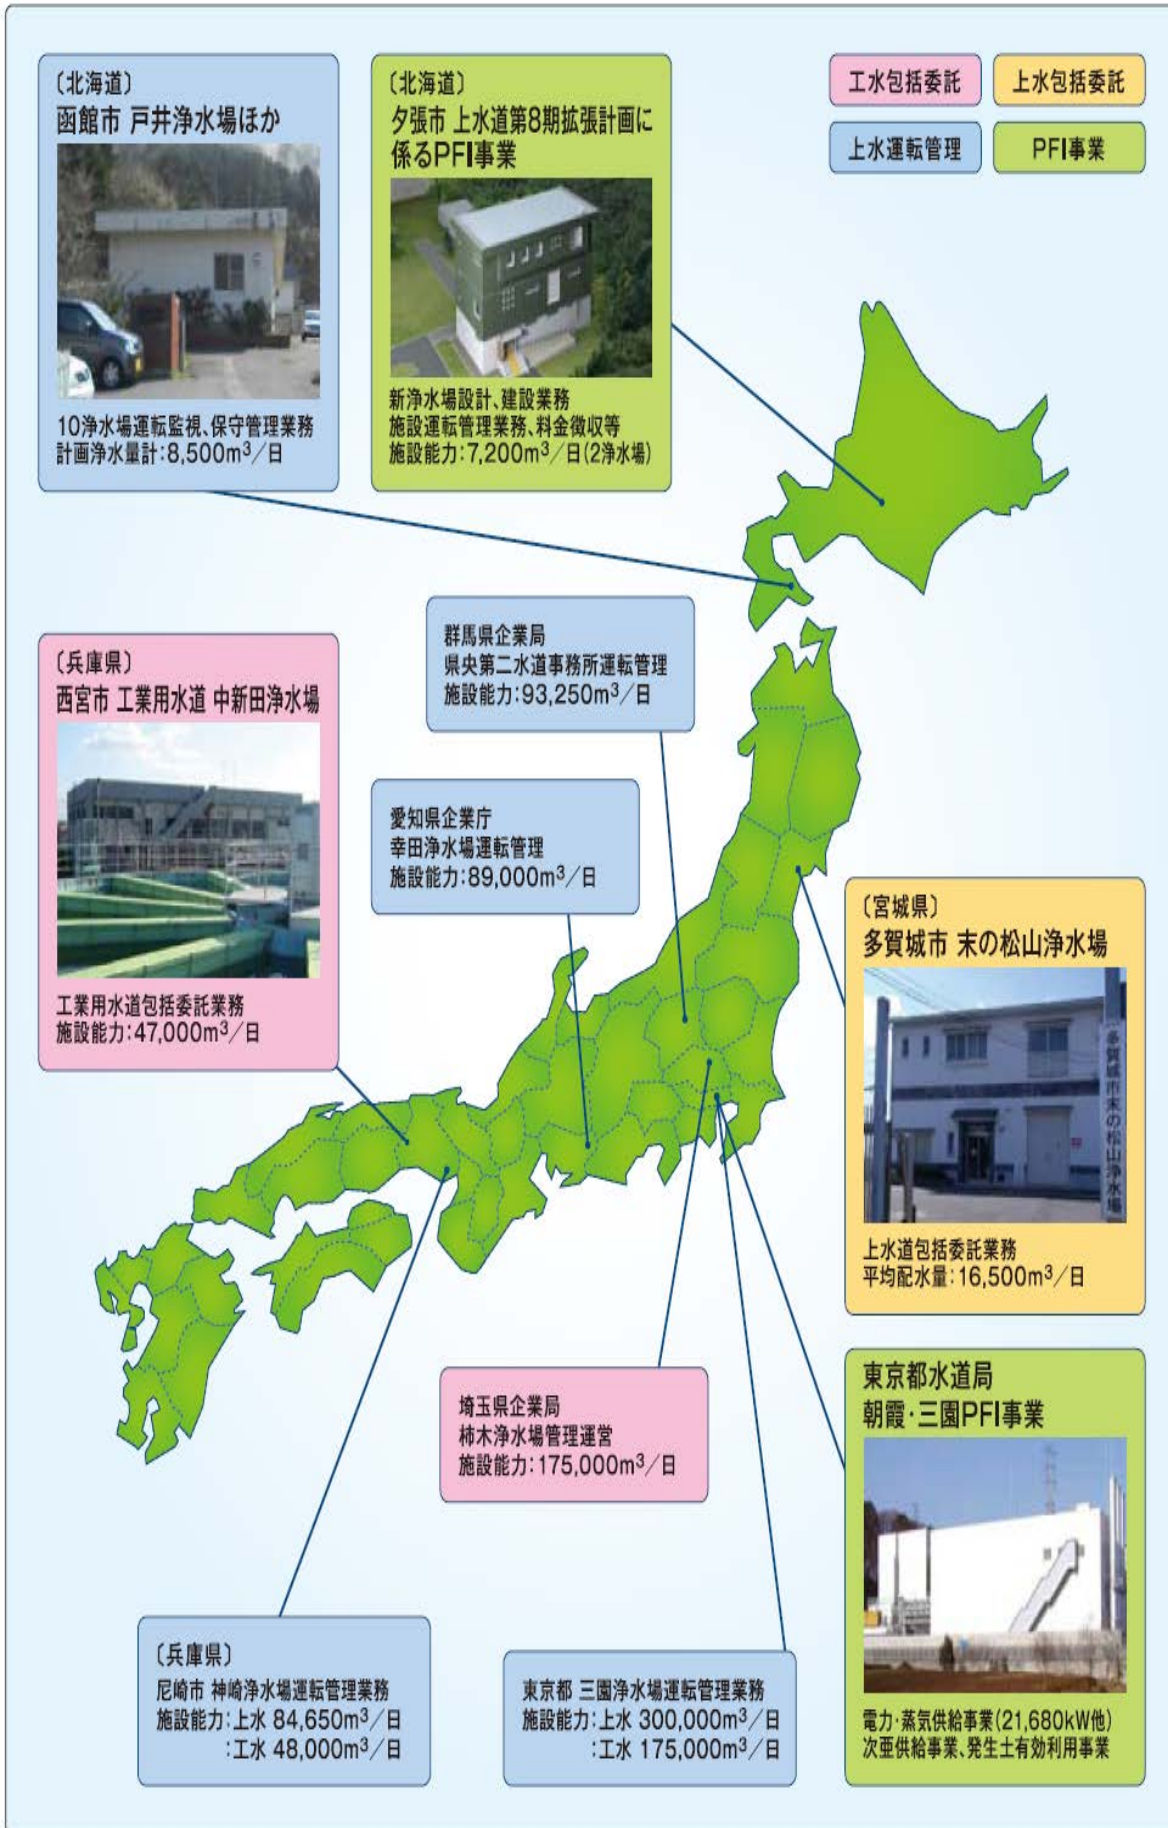 〔北海道〕
函館市 戸井浄水場ほか
10浄水場運転監視、保守管理業務
計画浄水量計:8,500m³/日
〔北海道〕
夕張市 上水道第8期拡張計画に
係るPFI事業
新浄水場設計、建設業務
施設運転管理業務、料金徴収等
施設能力:7,200m³/日(2浄水場)
工水包括委託
上水包括委託
上水運転管理
PFI事業
群馬県企業局
県央第二水道事務所運転管理
施設能力:93,250m³/日
〔兵庫県〕
西宮市 工業用水道 中新田浄水場
工業用水道包括委託業務
施設能力:47,000m³/日
愛知県企業庁
幸田浄水場運転管理
施設能力:89,000m³/日
〔宮城県〕
多賀城市 末の松山浄水場
多賀城市末の松山浄水場
上水道包括委託業務
平均配水量:16,500m³/日
埼玉県企業局
柿木浄水場管理運営
施設能力:175,000m³/日
東京都水道局
朝霞·三園PFI事業
電力·蒸気供給事業(21,680kW他)
次亜供給事業、発生土有効利用事業
〔兵庫県〕
尼崎市 神崎浄水場運転管理業務
施設能力:上水 84,650m³/日
:工水 48,000m³/日
東京都 三園浄水場運転管理業務
施設能力:上水 300,000m³/日
:工水 175,000m³/日